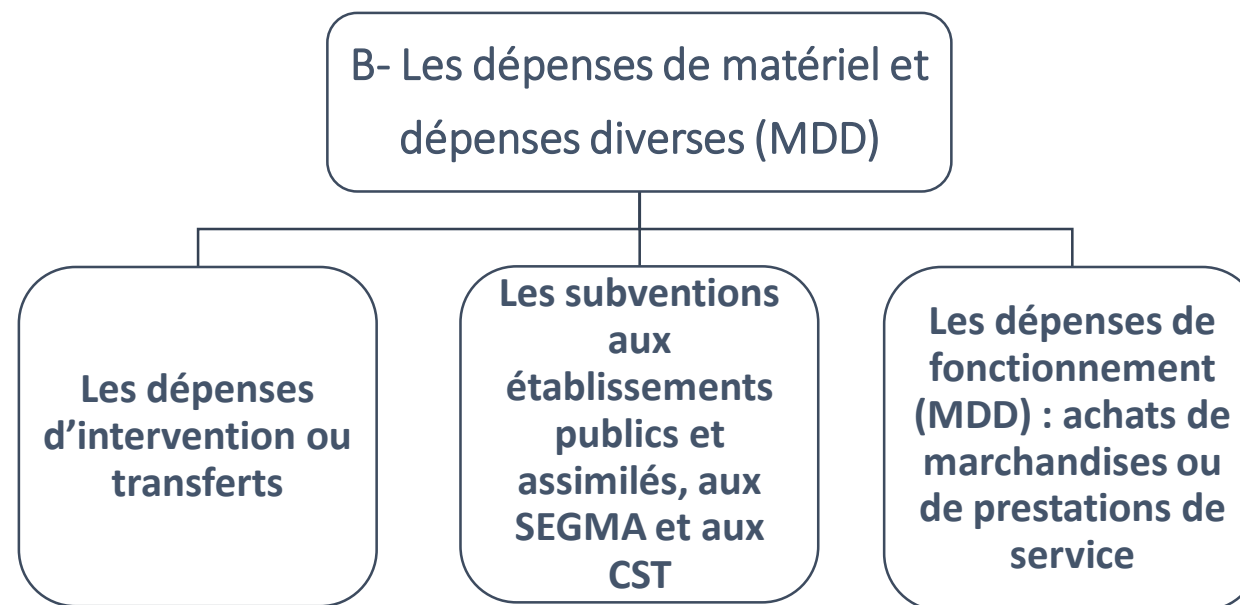 B- Les dépenses de matériel et
dépenses diverses (MDD)
Les dépenses
d’intervention ou
transferts
Les subventions
aux
établissements
publics et
assimilés, aux
SEGMA et aux
CST
Les dépenses de
fonctionnement
(MDD) : achats de
marchandises ou
de prestations de
service